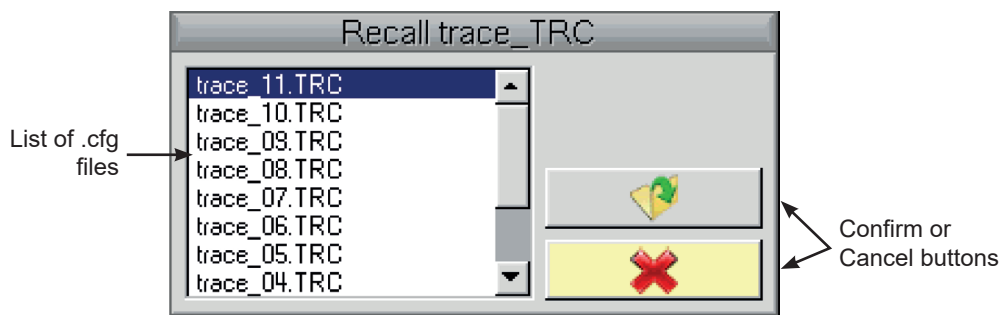 Recall trace_TRC
trace_11.TRC
trace_10.TRC
trace_09.TRC
trace_08.TRC
trace_07.TRC
trace_06.TRC
trace_05.TRC
trace_04.TRC
List of .cfg
files
Confirm or
Cancel buttons